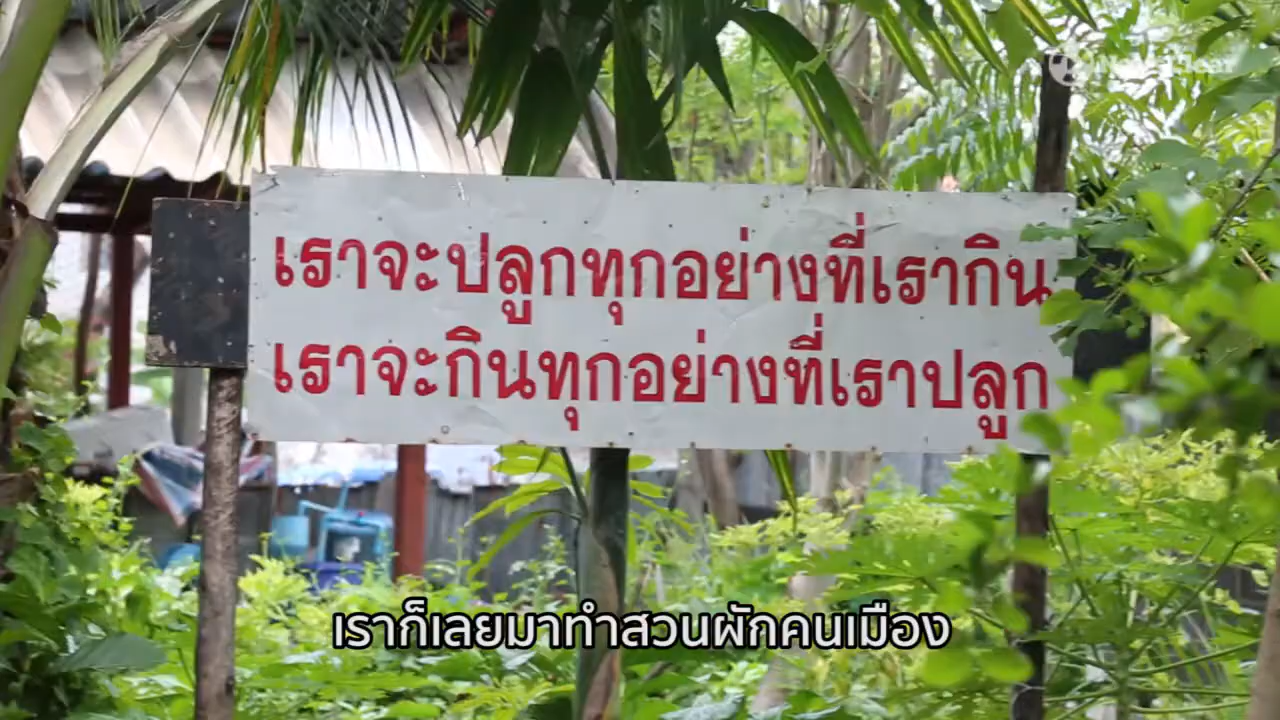 เราจะปลูกทุกอย่างที่เรากิน
เราจะกินทุกอย่างที่เราปลูก
เราก็เลยมาทำสวนผักคนเมือง